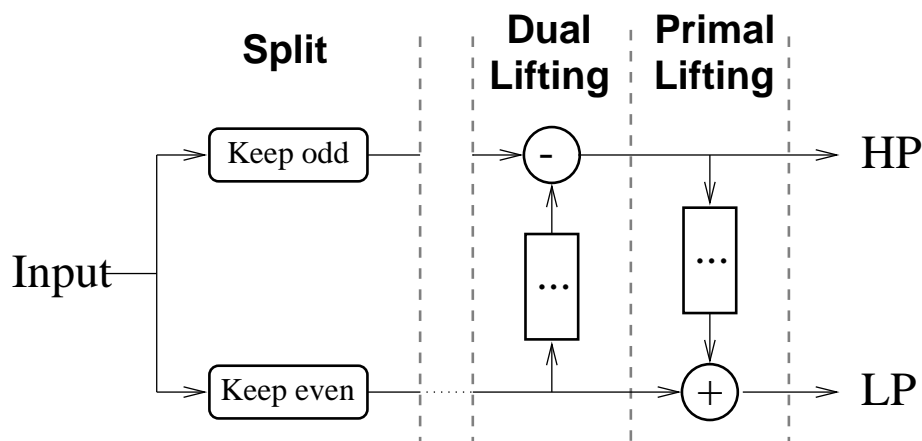 Split
Dual
Lifting
Primal
Lifting
Keep odd
-
HP
Input
...
...
Keep even
+
LP